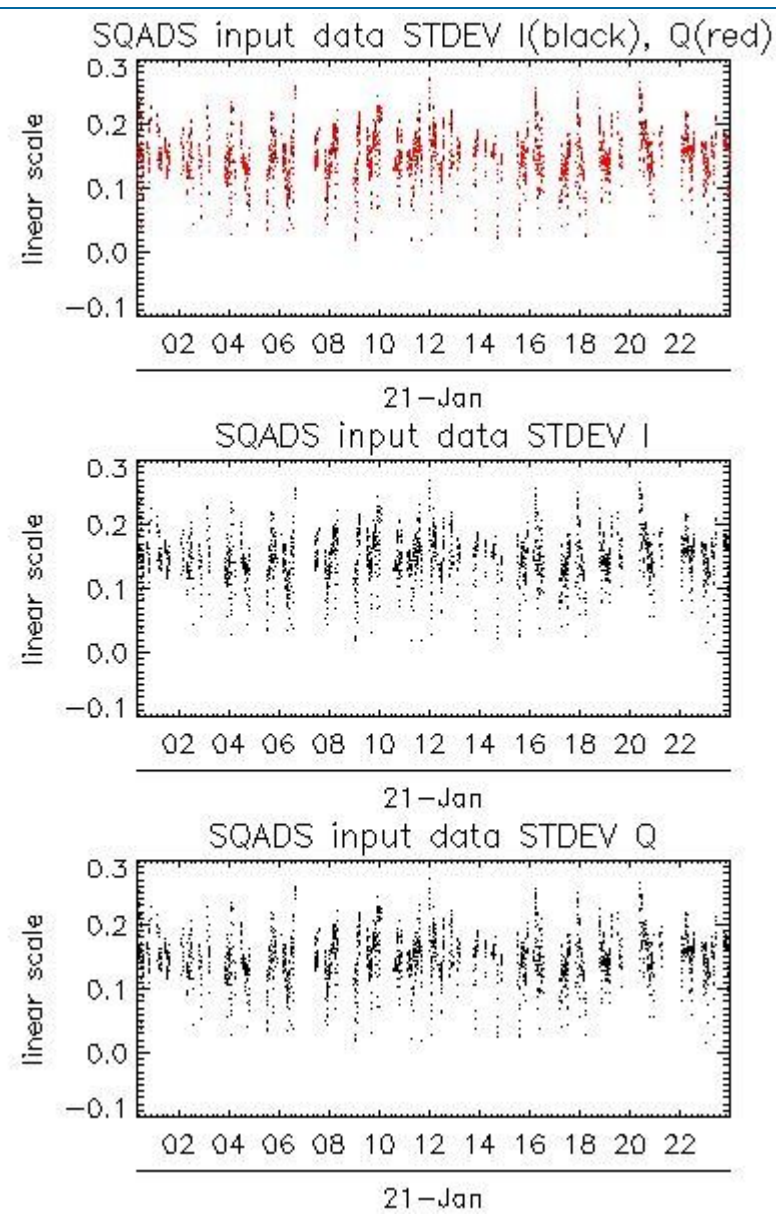 SQADS input data STDEV I(black), Q(red)
0.3
0.2
0.1
0.0
−0.1
linear scale
02 04 06 08 10 12 14 16 18 20 22
21−Jan
SQADS input data STDEV I
0.3
0.2
0.1
0.0
−0.1
linear scale
02 04 06 08 10 12 14 16 18 20 22
21−Jan
SQADS input data STDEV Q
0.3
0.2
0.1
0.0
−0.1
linear scale
02 04 06 08 10 12 14 16 18 20 22
21−Jan